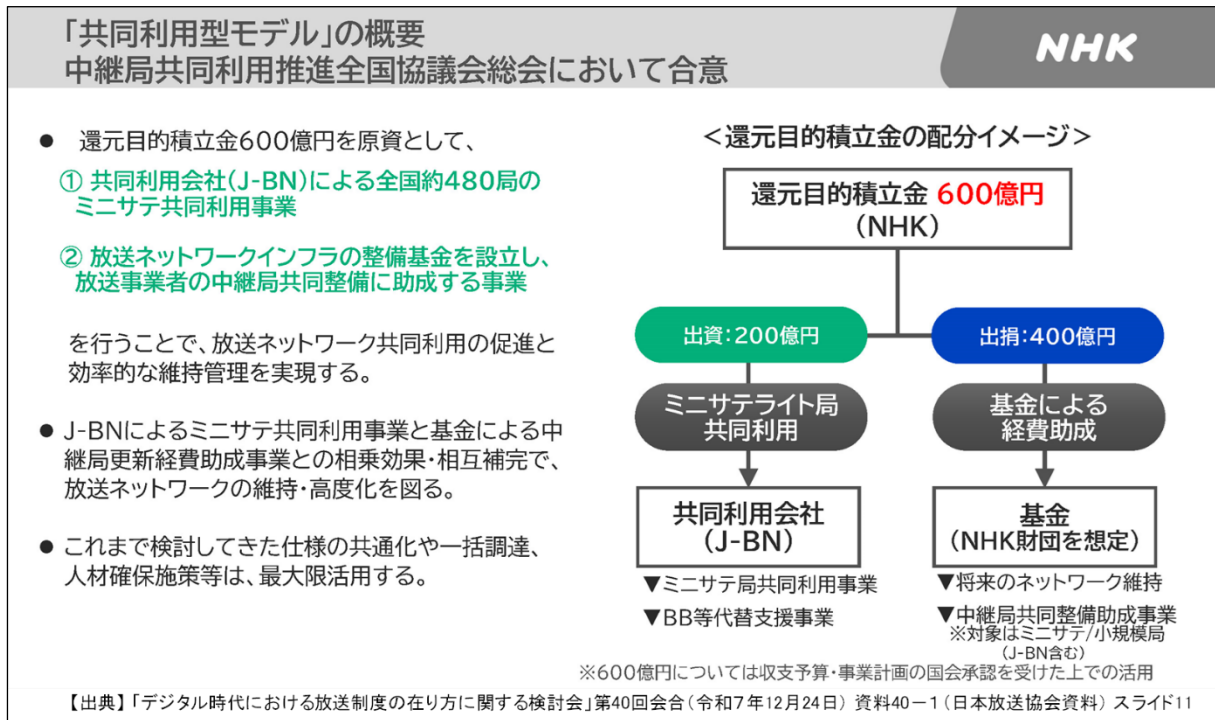 「共同利用型モデル」の概要
中継局共同利用推進全国協議会総会において合意
NHK
● 還元目的積立金600億円を原資として、
① 共同利用会社(J-BN)による全国約480局の
ミニサテ共同利用事業
② 放送ネットワークインフラの整備基金を設立し、
放送事業者の中継局共同整備に助成する事業
を行うことで、放送ネットワーク共同利用の促進と
効率的な維持管理を実現する。
● J-BNによるミニサテ共同利用事業と基金による中
継局更新経費助成事業との相乗効果・相互補完で、
放送ネットワークの維持・高度化を図る。
● これまで検討してきた仕様の共通化や一括調達、
人材確保施策等は、最大限活用する。
<還元目的積立金の配分イメージ>
還元目的積立金 600億円
(NHK)
出資:200億円
出捐:400億円
ミニサテライト局
共同利用
基金による
経費助成
共同利用会社
(J-BN)
基金
(NHK財団を想定)
▼ミニサテ局共同利用事業
▼BB等代替支援事業
▼将来のネットワーク維持
▼中継局共同整備助成事業
※対象はミニサテ/小規模局
(J-BN含む)
※600億円については収支予算・事業計画の国会承認を受けた上での活用
【出典】「デジタル時代における放送制度の在り方に関する検討会」第40回会合(令和7年12月24日) 資料40-1(日本放送協会資料) スライド11